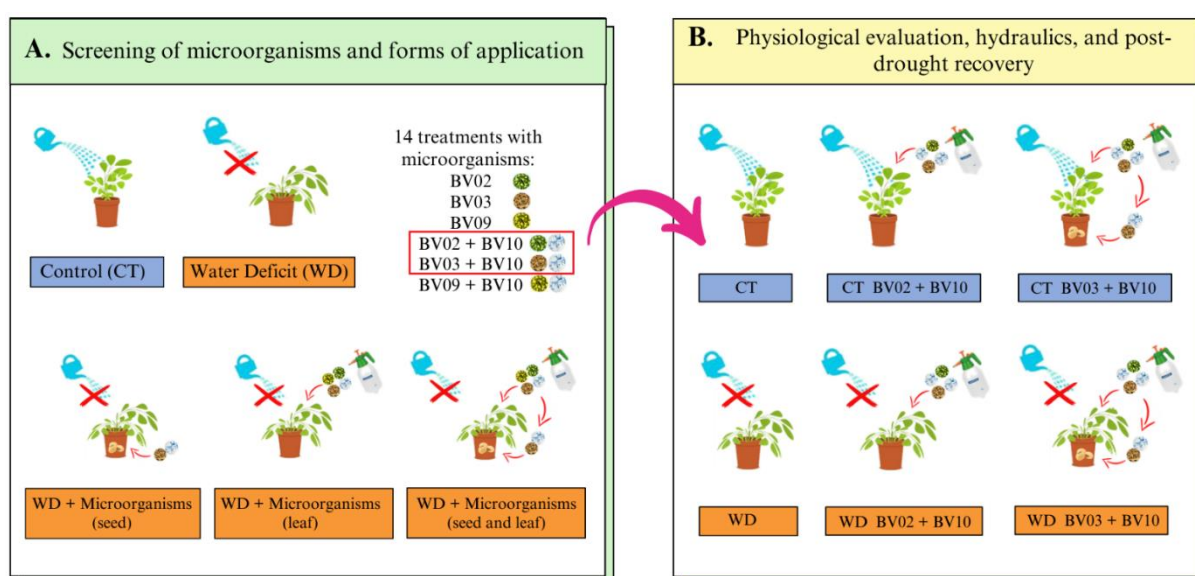 A. Screening of microorganisms and forms of application
Control (CT)
Water Deficit (WD)
14 treatments with
microorganisms:
BV02
BV03
BV09
BV02 + BV10
BV03 + BV10
BV09 + BV10
WD + Microorganisms
(seed)
WD + Microorganisms
(leaf)
WD + Microorganisms
(seed and leaf)
B. Physiological evaluation, hydraulics, and post-
drought recovery
CT
CT BV02 + BV10
CT BV03 + BV10
WD
WD BV02 + BV10
WD BV03 + BV10